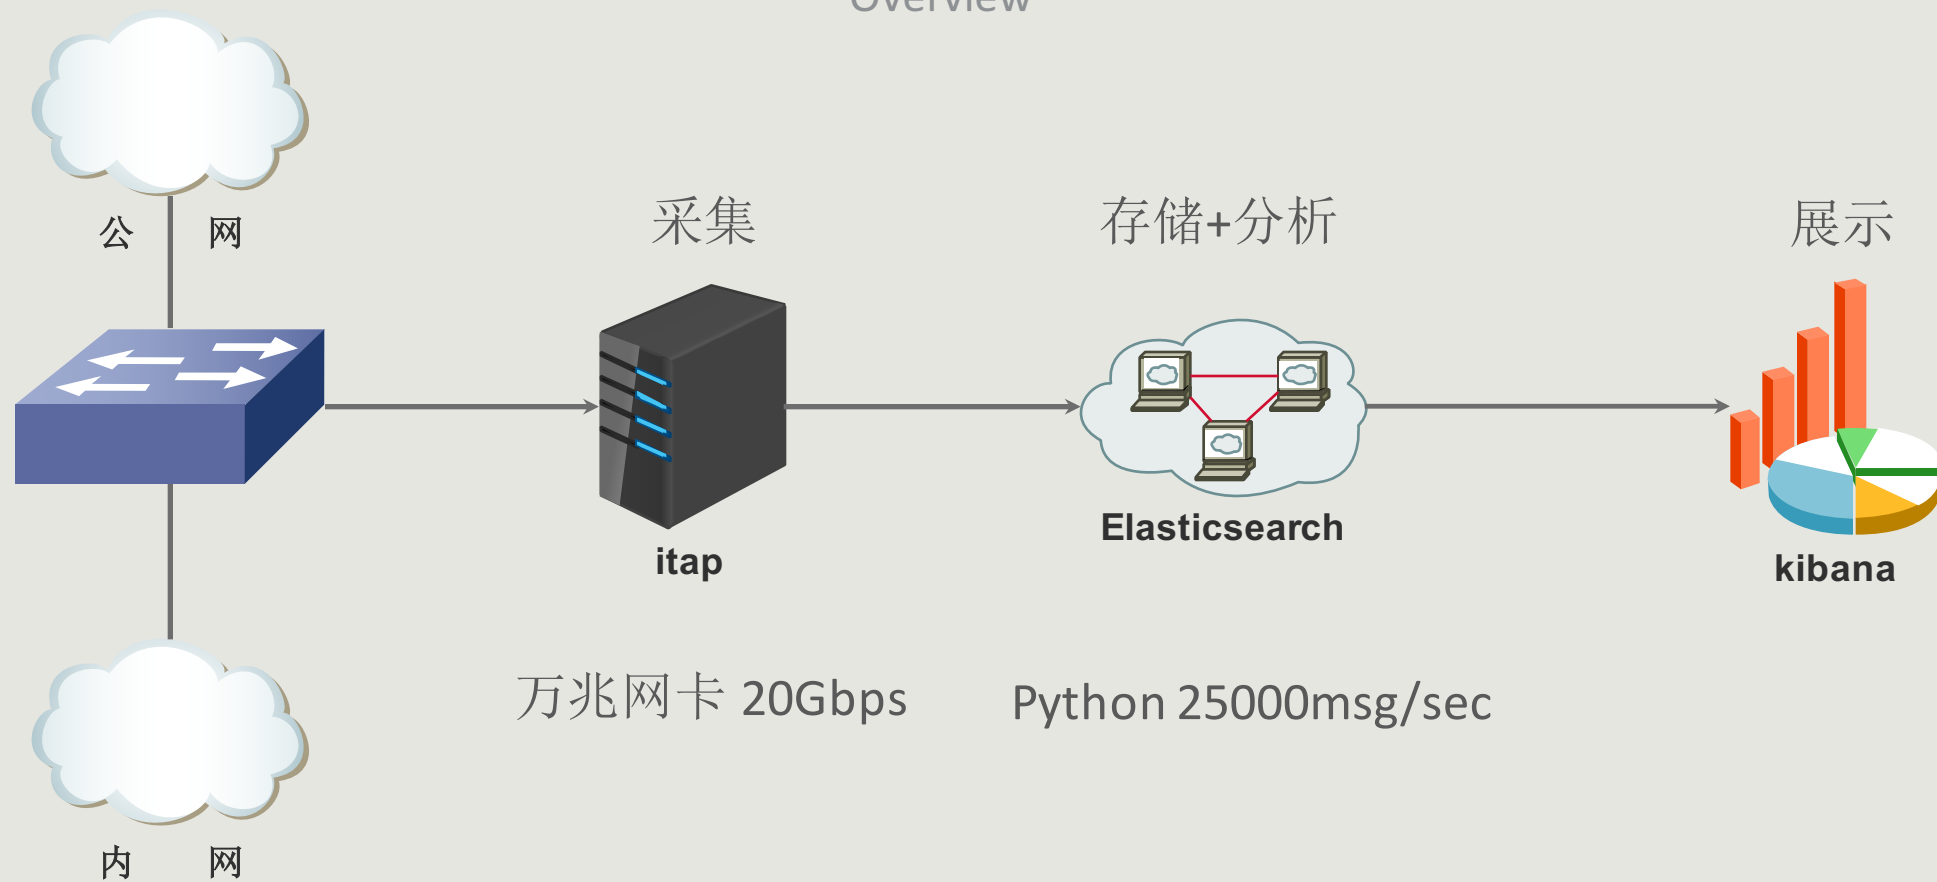 Overview
公 网
采集
存储+分析
展示
Elasticsearch
itap
kibana
万兆网卡 20Gbps
Python 25000msg/sec
内 网